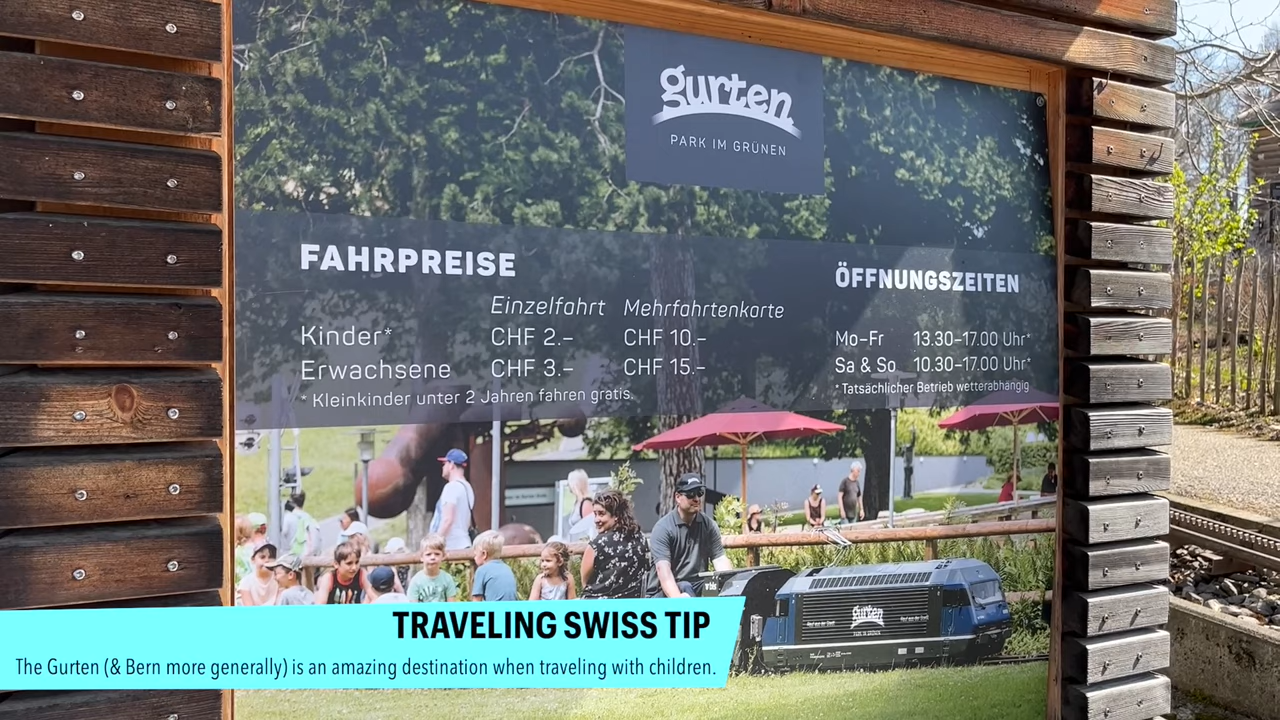 gurten
PARK IM GRÜNEN
FAHRPREISE
Einzelfahrt Mehrfahrtenkarte
Kinder* CHF 2.– CHF 10.–
Erwachsene CHF 3.– CHF 15.–
* Kleinkinder unter 2 Jahren fahren gratis.
ÖFFNUNGSZEITEN
Mo–Fr 13.30–17.00 Uhr*
Sa & So 10.30–17.00 Uhr*
* Tatsächlicher Betrieb wetterabhängig
gurten
PARK IM GRÜNEN
TRAVELING SWISS TIP
The Gurten (& Bern more generally) is an amazing destination when traveling with children.